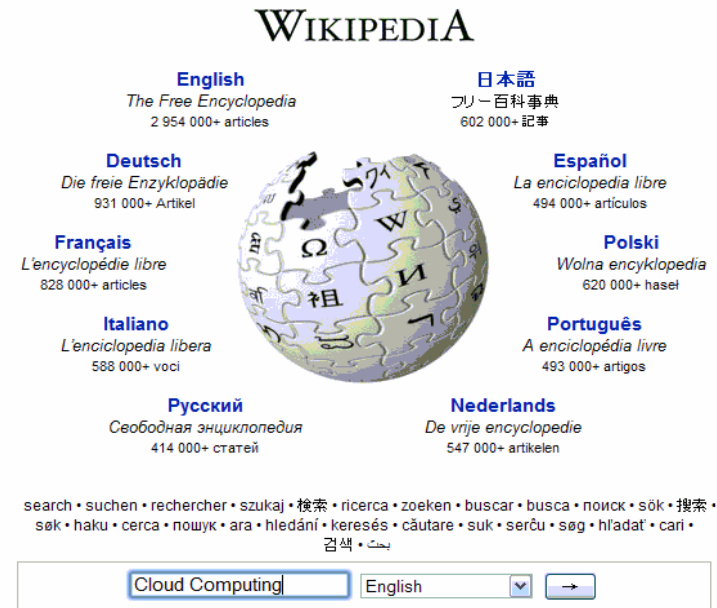 WIKIPEDIA
English
The Free Encyclopedia
2 954 000+ articles
日本語
フリー百科事典
602 000+ 記事
Deutsch
Die freie Enzyklopädie
931 000+ Artikel
Español
La enciclopedia libre
494 000+ artículos
Français
L'encyclopédie libre
828 000+ articles
Polski
Wolna encyklopedia
620 000+ haseł
Italiano
L'enciclopedia libera
588 000+ voci
Português
A enciclopédia livre
493 000+ artigos
Русский
Свободная энциклопедия
414 000+ статей
Nederlands
De vrije encyclopedie
547 000+ artikelen
Ω
W
И
祖
ワィ
search • suchen • rechercher • szukaj • 検索 • ricerca • zoeken • buscar • busca • поиск • sök • 搜索 •
søk • haku • cerca • пошук • ara • hledání • keresés • căutare • suk • serĉu • søg • hľadať • cari •
검색 • بحث
Cloud Computing
English
→